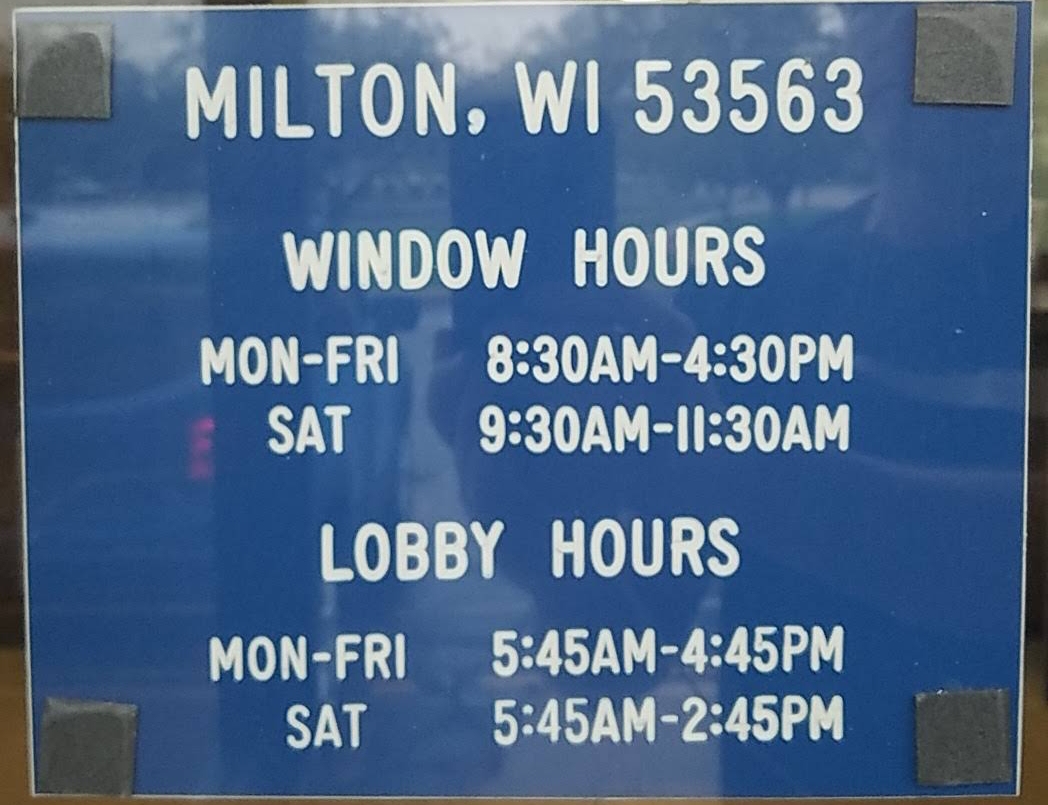 MILTON, WI 53563
WINDOW HOURS
MON-FRI 8:30AM-4:30PM
SAT 9:30AM-11:30AM
LOBBY HOURS
MON-FRI 5:45AM-4:45PM
SAT 5:45AM-2:45PM